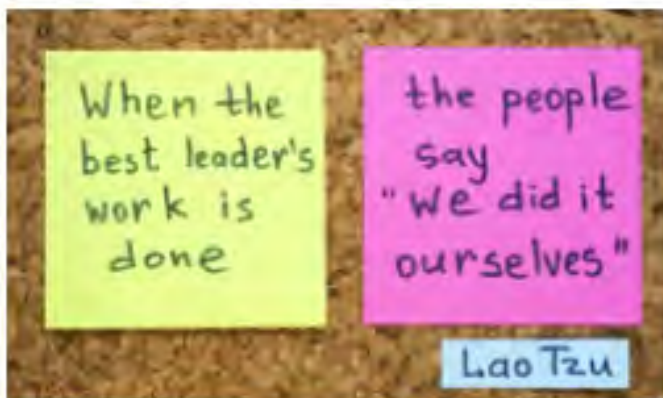 When the
best leader's
work is
done
the people
say
"we did it
ourselves"
Lao Tzu